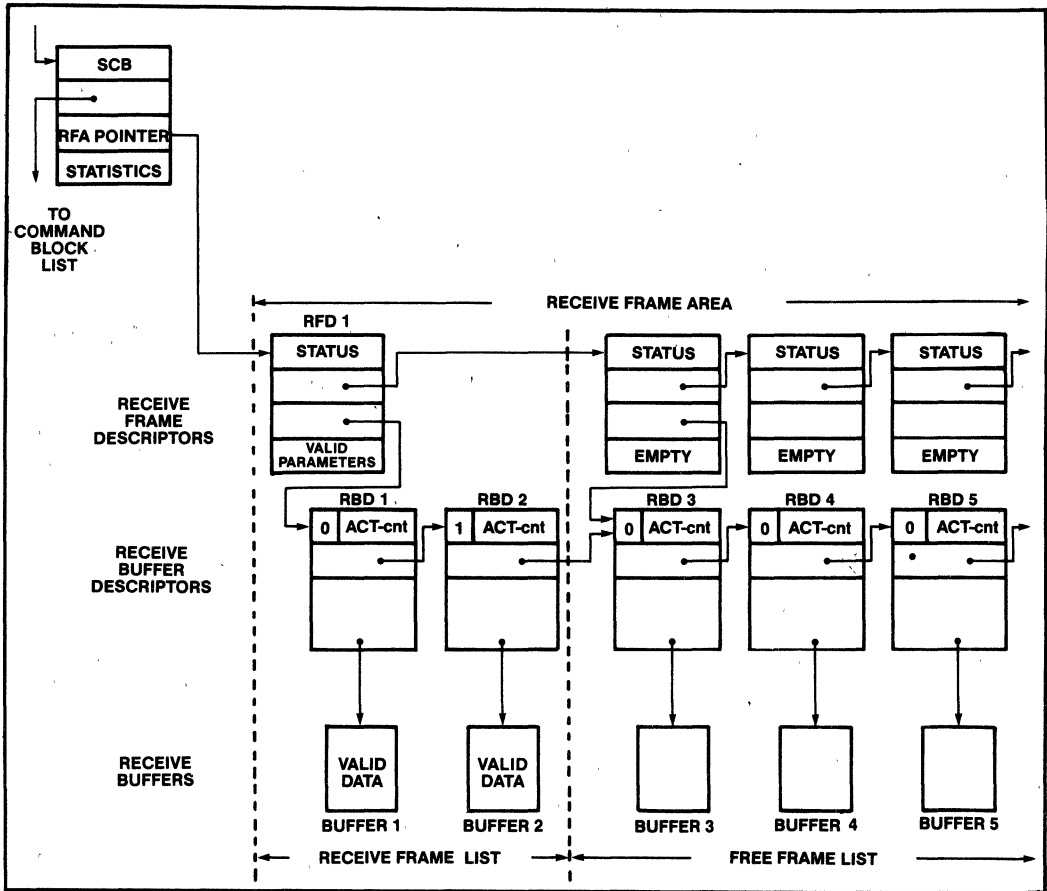 SCB
RFA POINTER
STATISTICS
TO
COMMAND
BLOCK
LIST
RECEIVE FRAME AREA
RFD 1
STATUS
STATUS
STATUS
STATUS
RECEIVE
FRAME
DESCRIPTORS
VALID
PARAMETERS
EMPTY
EMPTY
EMPTY
RBD 1
RBD 2
RBD 3
RBD 4
RBD 5
0 ACT-cnt
1 ACT-cnt
0 ACT-cnt
0 ACT-cnt
0 ACT-cnt
RECEIVE
BUFFER
DESCRIPTORS
RECEIVE
BUFFERS
VALID
DATA
VALID
DATA
BUFFER 1
BUFFER 2
BUFFER 3
BUFFER 4
BUFFER 5
RECEIVE FRAME LIST
FREE FRAME LIST